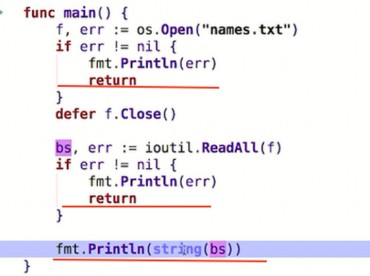 func main() {
    f, err := os.Open("names.txt")
    if err != nil {
        fmt.Println(err)
        return
    }
    defer f.Close()

    bs, err := ioutil.ReadAll(f)
    if err != nil {
        fmt.Println(err)
        return
    }

    fmt.Println(string(bs))
}